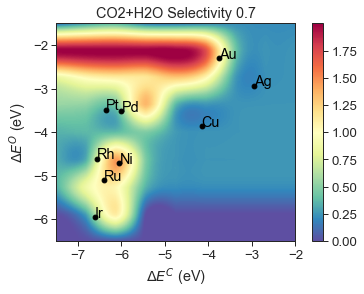 CO2+H2O Selectivity 0.7
−2
−3
−4
−5
−6
ΔE^O (eV)
Au
Ag
Pt
Pd
Cu
Rh
Ni
Ru
Ir
−7 −6 −5 −4 −3 −2
ΔE^C (eV)
1.75
1.50
1.25
1.00
0.75
0.50
0.25
0.00